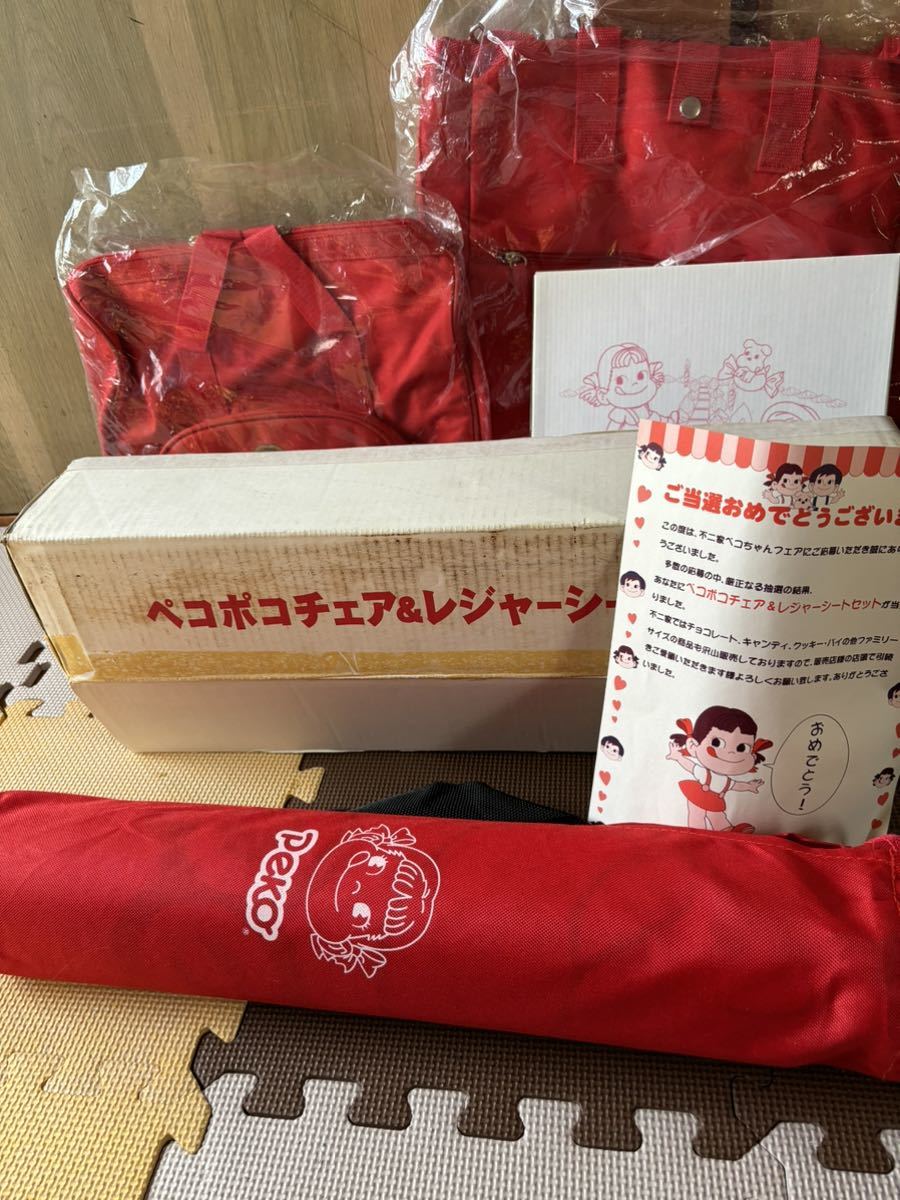 ペコポコチェア&レジャーシー
ご当選おめでとうございま
この度は、不二家ペコちゃんフェアにご応募いただき誠にあ
うございました。
多数の応募の中、厳正なる抽選の結果、
あなたにペコポコチェア&レジャーシートセットが当
りました。
不二家ではチョコレート、キャンディ、クッキー・パイの他ファミリー
サイズの商品も沢山販売しておりますので、販売店様の店頭で引続
きご愛顧いただきます様よろしくお願い致します。ありがとうござ
いました。
おめでとう!
Peko®